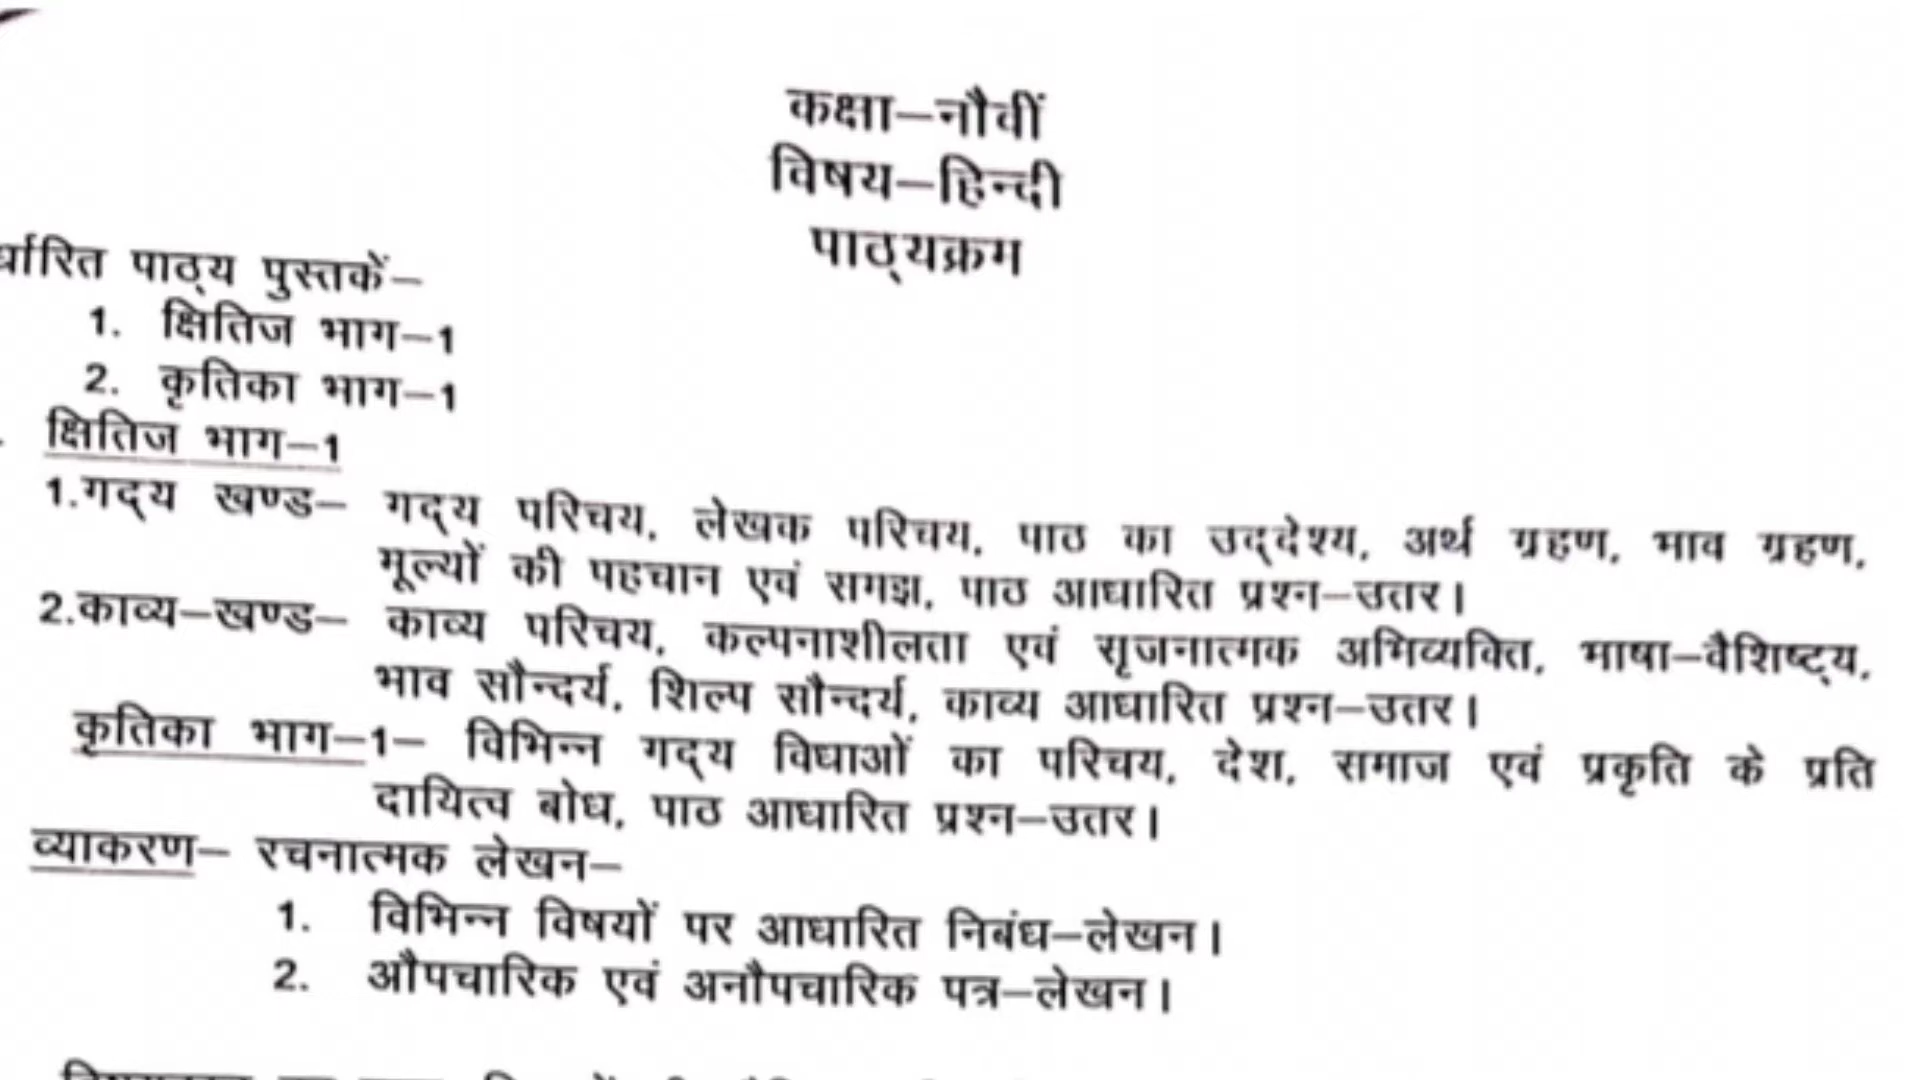 कक्षा–नौवीं
विषय–हिन्दी
पाठ्यक्रम
र्धारित पाठ्य पुस्तकें–
1. क्षितिज भाग–1
2. कृतिका भाग–1
क्षितिज भाग–1
1.गद्य खण्ड– गद्य परिचय, लेखक परिचय, पाठ का उद्देश्य, अर्थ ग्रहण, भाव ग्रहण,
मूल्यों की पहचान एवं समझ, पाठ आधारित प्रश्न–उत्तर।
2.काव्य–खण्ड– काव्य परिचय, कल्पनाशीलता एवं सृजनात्मक अभिव्यक्ति, भाषा–वैशिष्ट्य,
भाव सौन्दर्य, शिल्प सौन्दर्य, काव्य आधारित प्रश्न–उत्तर।
कृतिका भाग–1– विभिन्न गद्य विधाओं का परिचय, देश, समाज एवं प्रकृति के प्रति
दायित्व बोध, पाठ आधारित प्रश्न–उत्तर।
व्याकरण– रचनात्मक लेखन–
1. विभिन्न विषयों पर आधारित निबंध–लेखन।
2. औपचारिक एवं अनौपचारिक पत्र–लेखन।